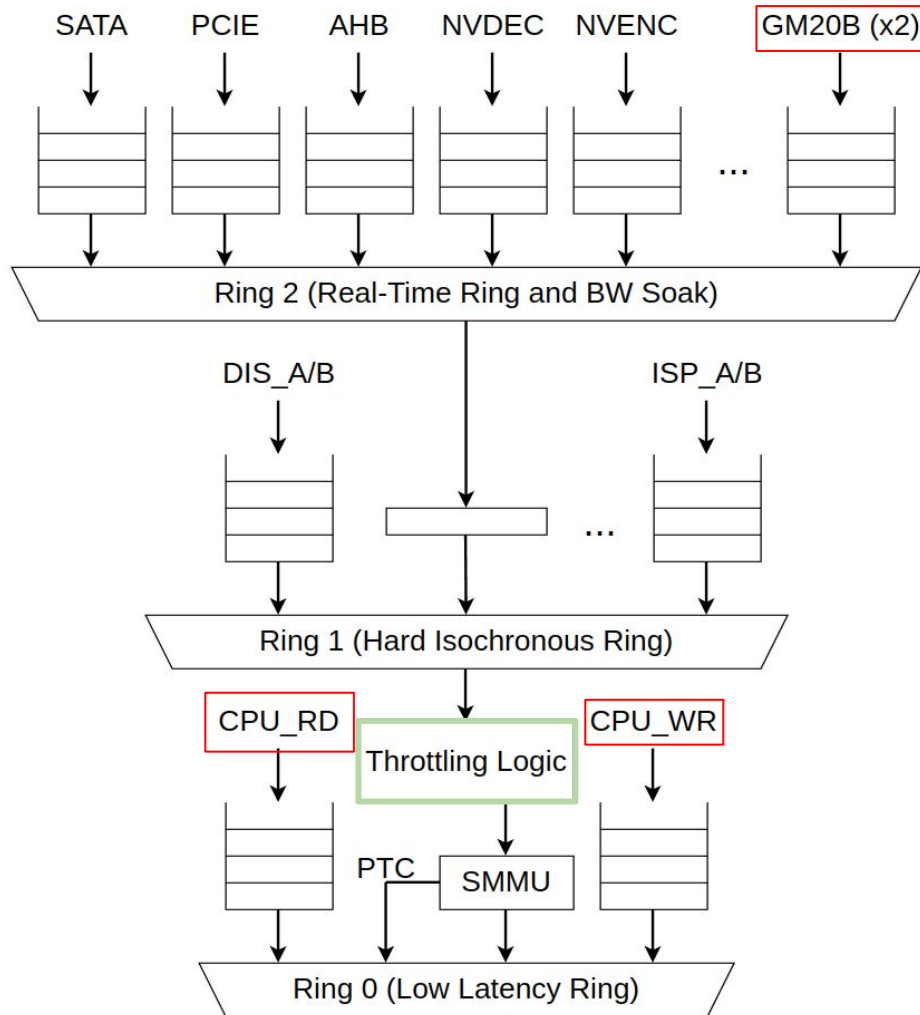 SATA PCIE AHB NVDEC NVENC GM20B (x2)
...
Ring 2 (Real-Time Ring and BW Soak)
DIS_A/B ISP_A/B
...
Ring 1 (Hard Isochronous Ring)
CPU_RD CPU_WR
Throttling Logic
PTC SMMU
Ring 0 (Low Latency Ring)